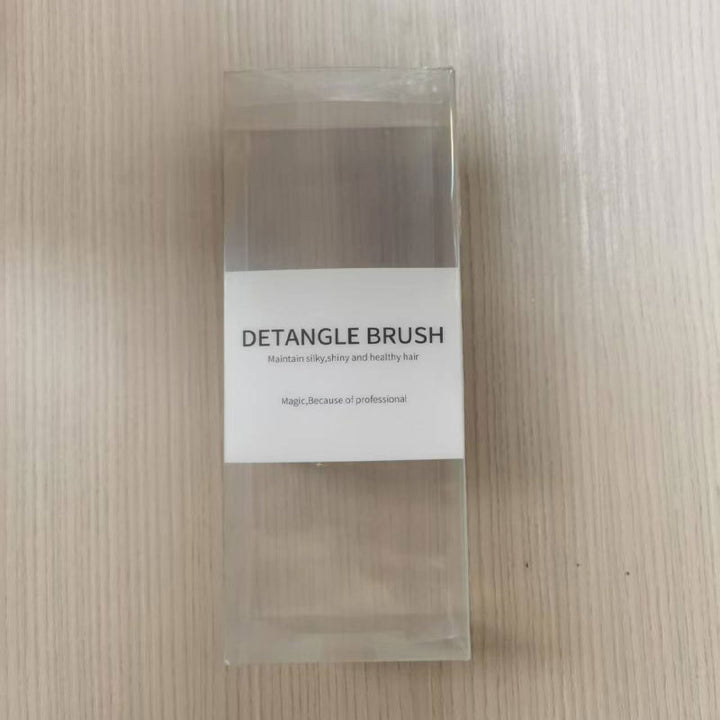 DETANGLE BRUSH
Maintain silky,shiny and healthy hair
Magic,Because of professional